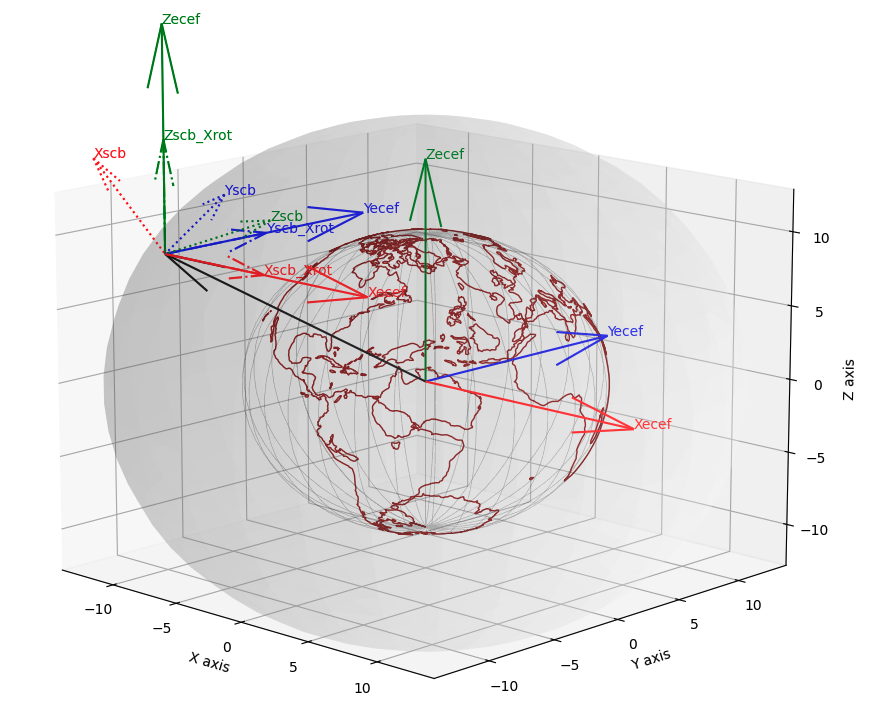 Zecef
Zscb_Xrot
Xscb
Zecef
Yscb
Yecef
Zscb
Yscb_Xrot
Xscb_Xrot
Xecef
Yecef
Xecef
10
5
0
−5
−10
Z axis
−10
−5
0
5
10
X axis
−10
−5
0
5
10
Y axis